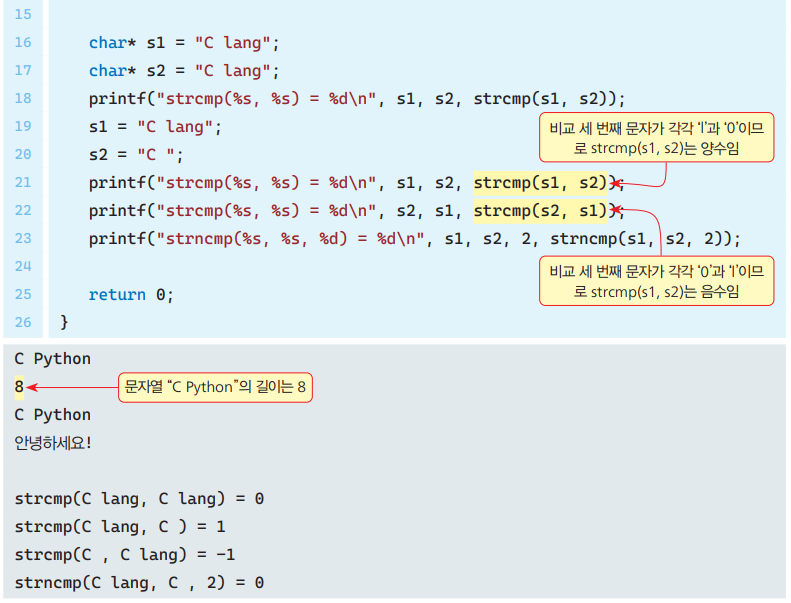 15
16 char* s1 = "C lang";
17 char* s2 = "C lang";
18 printf("strcmp(%s, %s) = %d\n", s1, s2, strcmp(s1, s2));
19 s1 = "C lang";
20 s2 = "C ";
비교 세 번째 문자가 각각 ‘l’과 ‘0’이므
로 strcmp(s1, s2)는 양수임
21 printf("strcmp(%s, %s) = %d\n", s1, s2, strcmp(s1, s2));
22 printf("strcmp(%s, %s) = %d\n", s2, s1, strcmp(s2, s1));
23 printf("strncmp(%s, %s, %d) = %d\n", s1, s2, 2, strncmp(s1, s2, 2));
24
비교 세 번째 문자가 각각 ‘0’과 ‘l’이므
로 strcmp(s1, s2)는 음수임
25 return 0;
26 }
C Python
8 문자열 “C Python”의 길이는 8
C Python
안녕하세요!
strcmp(C lang, C lang) = 0
strcmp(C lang, C ) = 1
strcmp(C , C lang) = -1
strncmp(C lang, C , 2) = 0